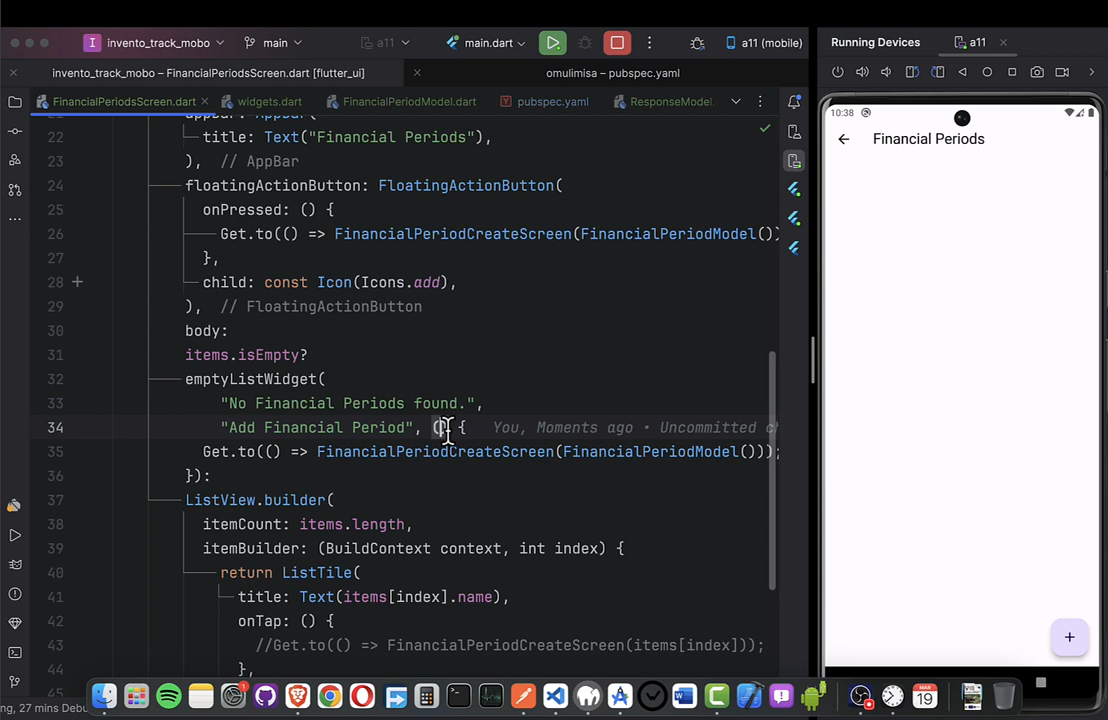 invento_track_mobo
main
a11
main.dart
a11 (mobile)
Running Devices
a11
invento_track_mobo – FinancialPeriodsScreen.dart [flutter_ui]
omulimisa – pubspec.yaml
FinancialPeriodsScreen.dart
widgets.dart
FinancialPeriodModel.dart
pubspec.yaml
ResponseModel.
22 title: Text("Financial Periods"),
23 ), // AppBar
24 floatingActionButton: FloatingActionButton(
25 onPressed: () {
26 Get.to(() => FinancialPeriodCreateScreen(FinancialPeriodModel())
27 },
28 child: const Icon(Icons.add),
29 ), // FloatingActionButton
30 body:
31 items.isEmpty?
32 emptyListWidget(
33 "No Financial Periods found.",
34 "Add Financial Period", () { You, Moments ago • Uncommitted
35 Get.to(() => FinancialPeriodCreateScreen(FinancialPeriodModel()));
36 }):
37 ListView.builder(
38 itemCount: items.length,
39 itemBuilder: (BuildContext context, int index) {
40 return ListTile(
41 title: Text(items[index].name),
42 onTap: () {
43 //Get.to(() => FinancialPeriodCreateScreen(items[index]));
44 },
45
10:38
Financial Periods
+
ng, 27 mins
1
MAR
19